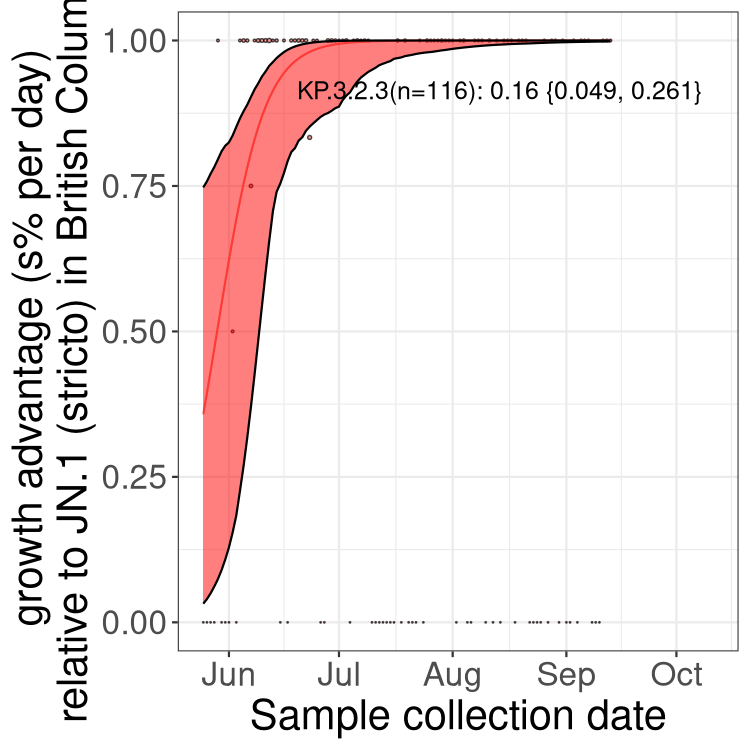 growth advantage (s% per day)
relative to JN.1 (stricto) in British Colum
1.00
0.75
0.50
0.25
0.00
KP.3.2.3(n=116): 0.16 {0.049, 0.261}
Jun Jul Aug Sep Oct
Sample collection date